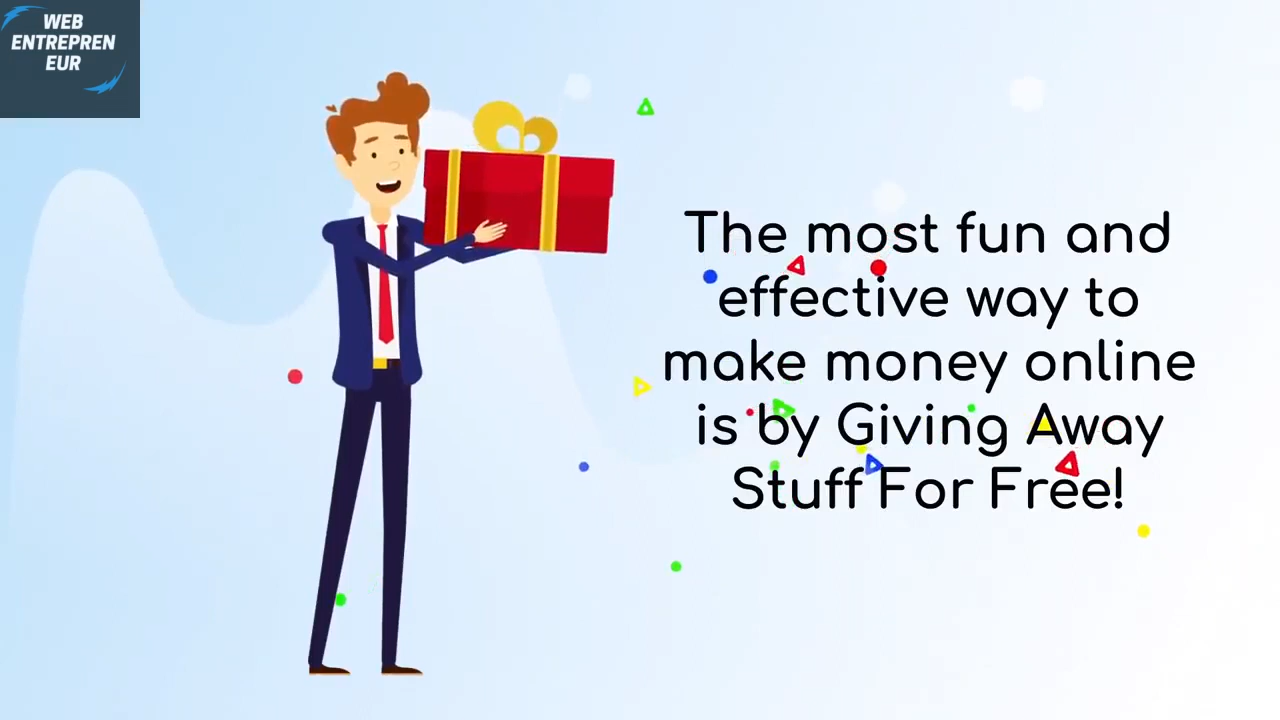 WEB
ENTREPREN
EUR
The most fun and
effective way to
make money online
is by Giving Away
Stuff For Free!